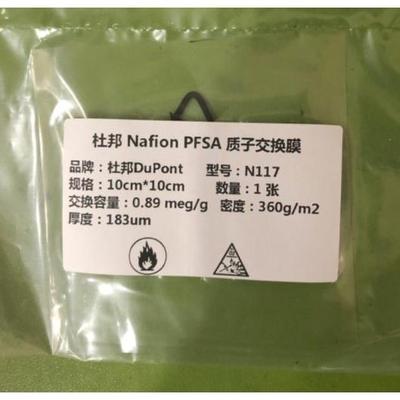 杜邦 Nafion PFSA 质子交换膜
品牌：杜邦DuPont 型号：N117
规格：10cm*10cm 数量：1 张
交换容量：0.89 meg/g 密度：360g/m2
厚度：183um